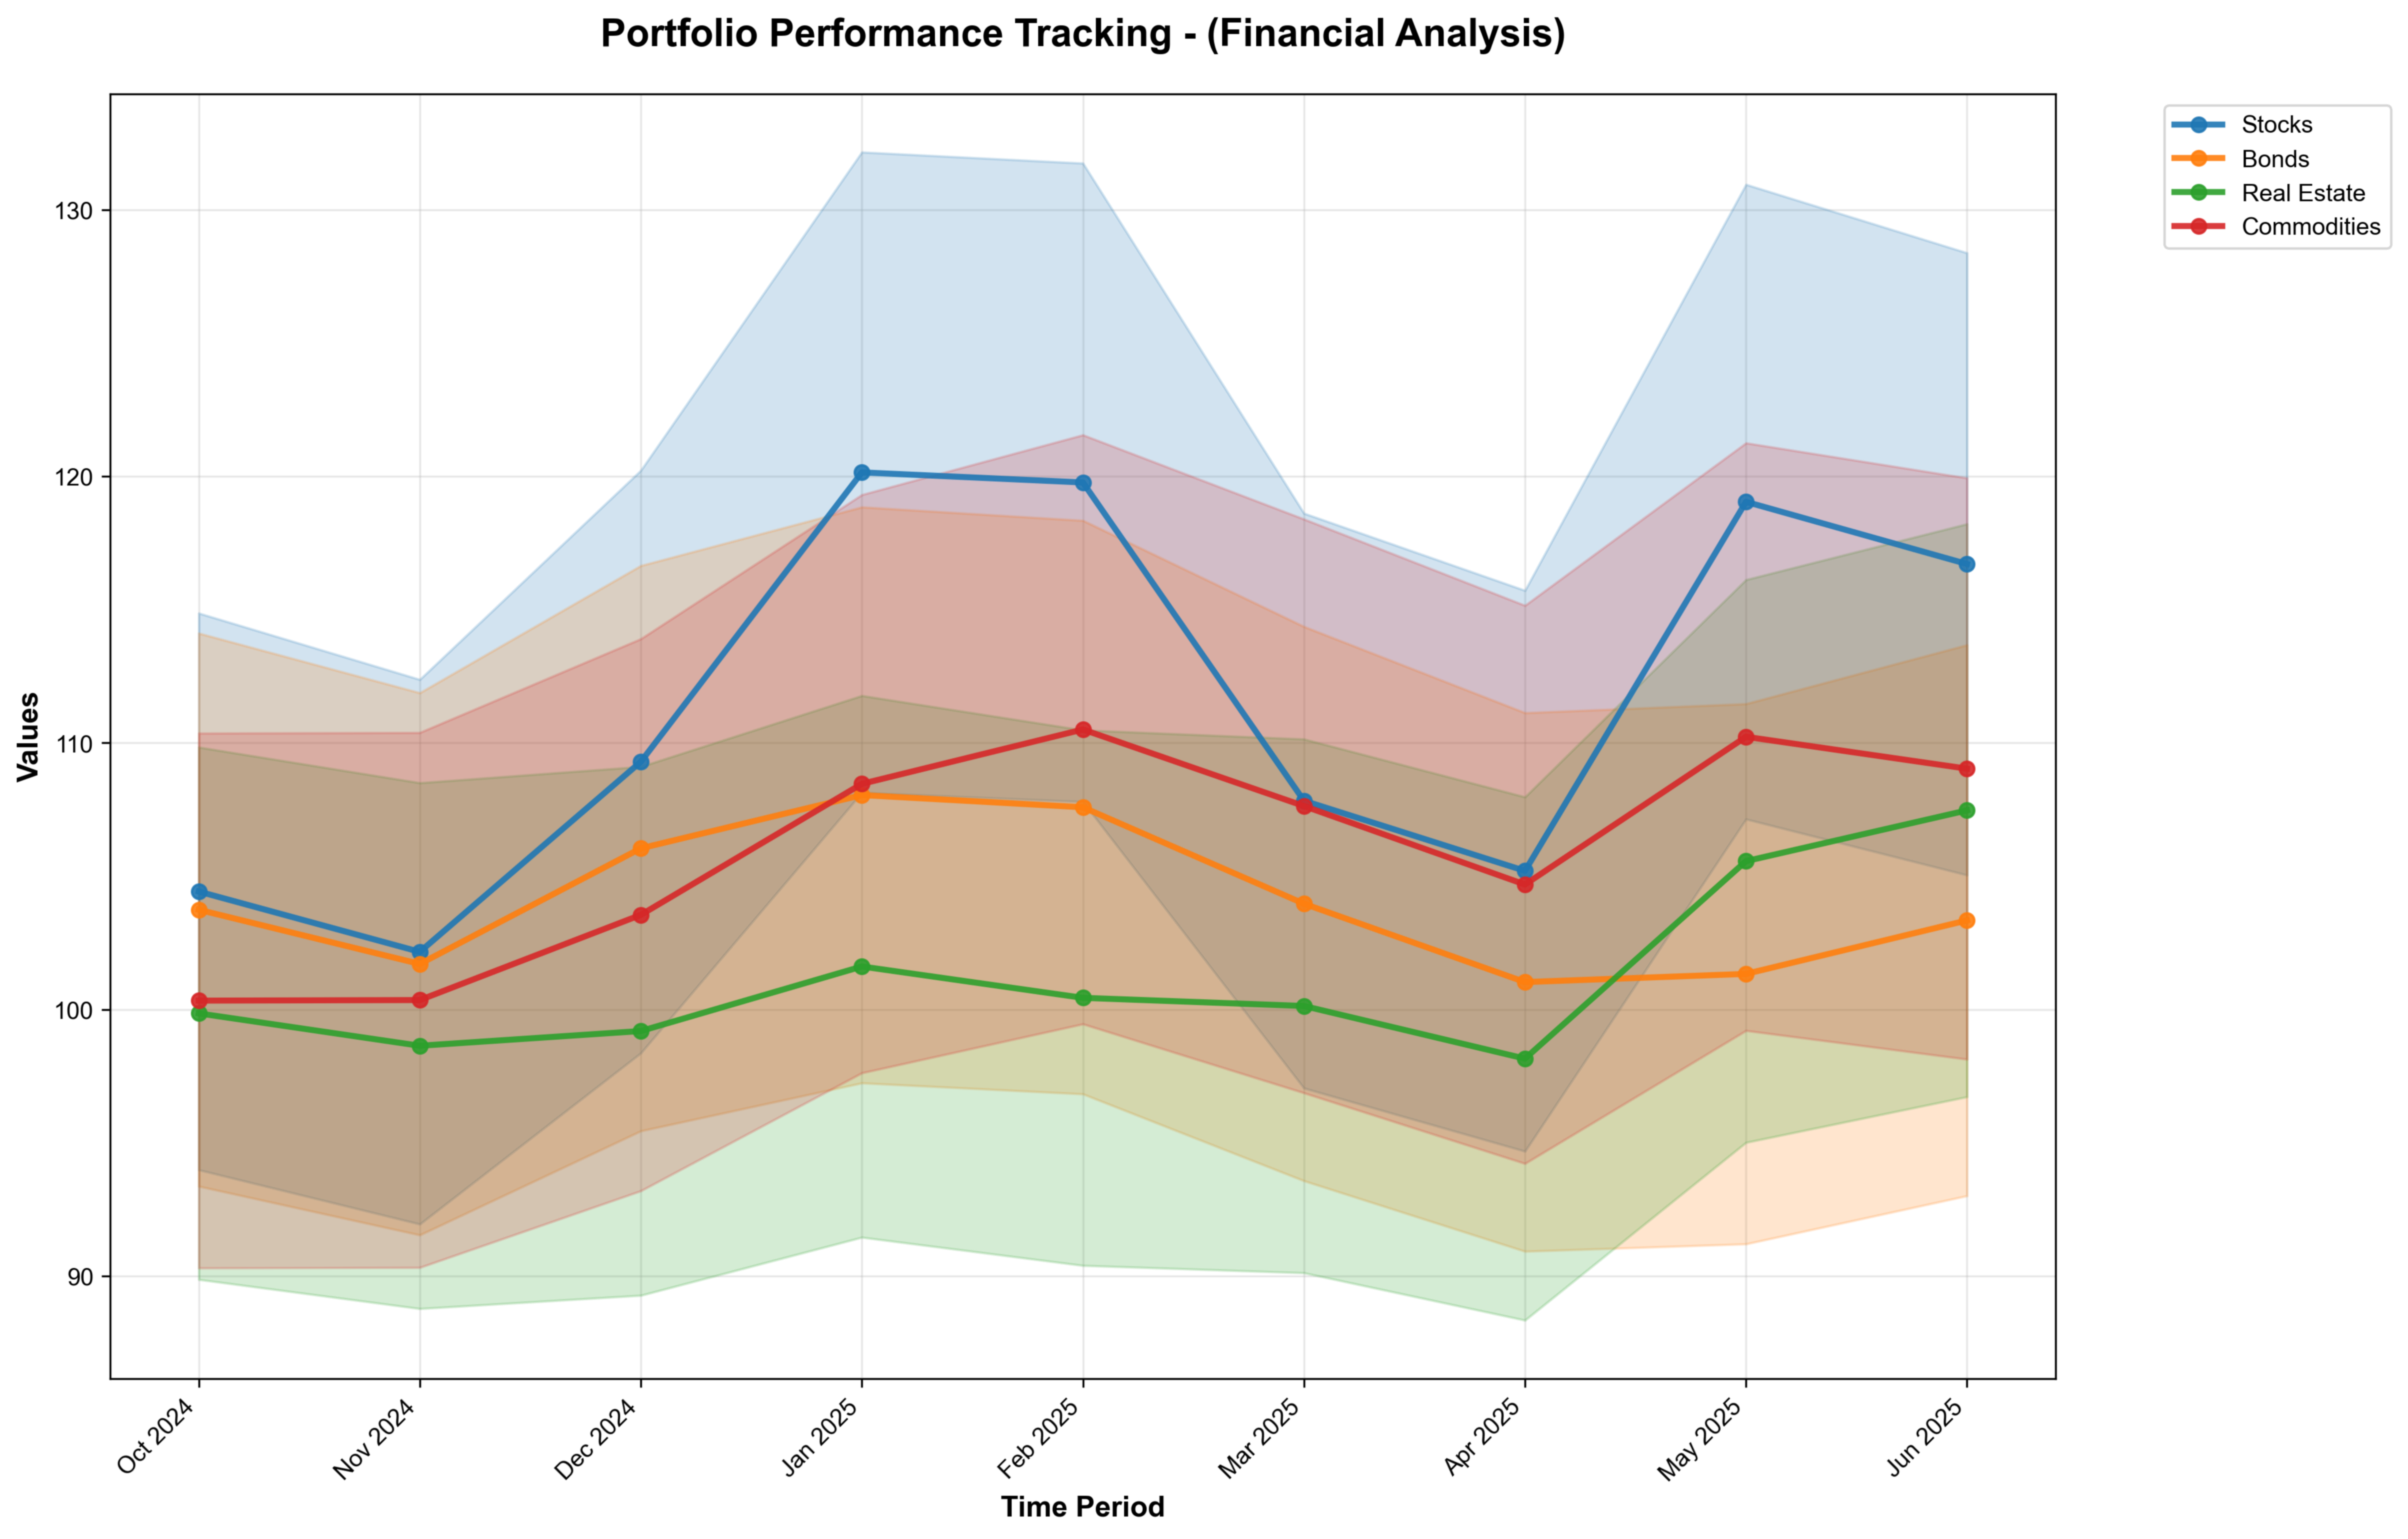 Portfolio Performance Tracking - (Financial Analysis)
Stocks
Bonds
Real Estate
Commodities
Values
130
120
110
100
90
Oct 2024
Nov 2024
Dec 2024
Jan 2025
Feb 2025
Mar 2025
Apr 2025
May 2025
Jun 2025
Time Period